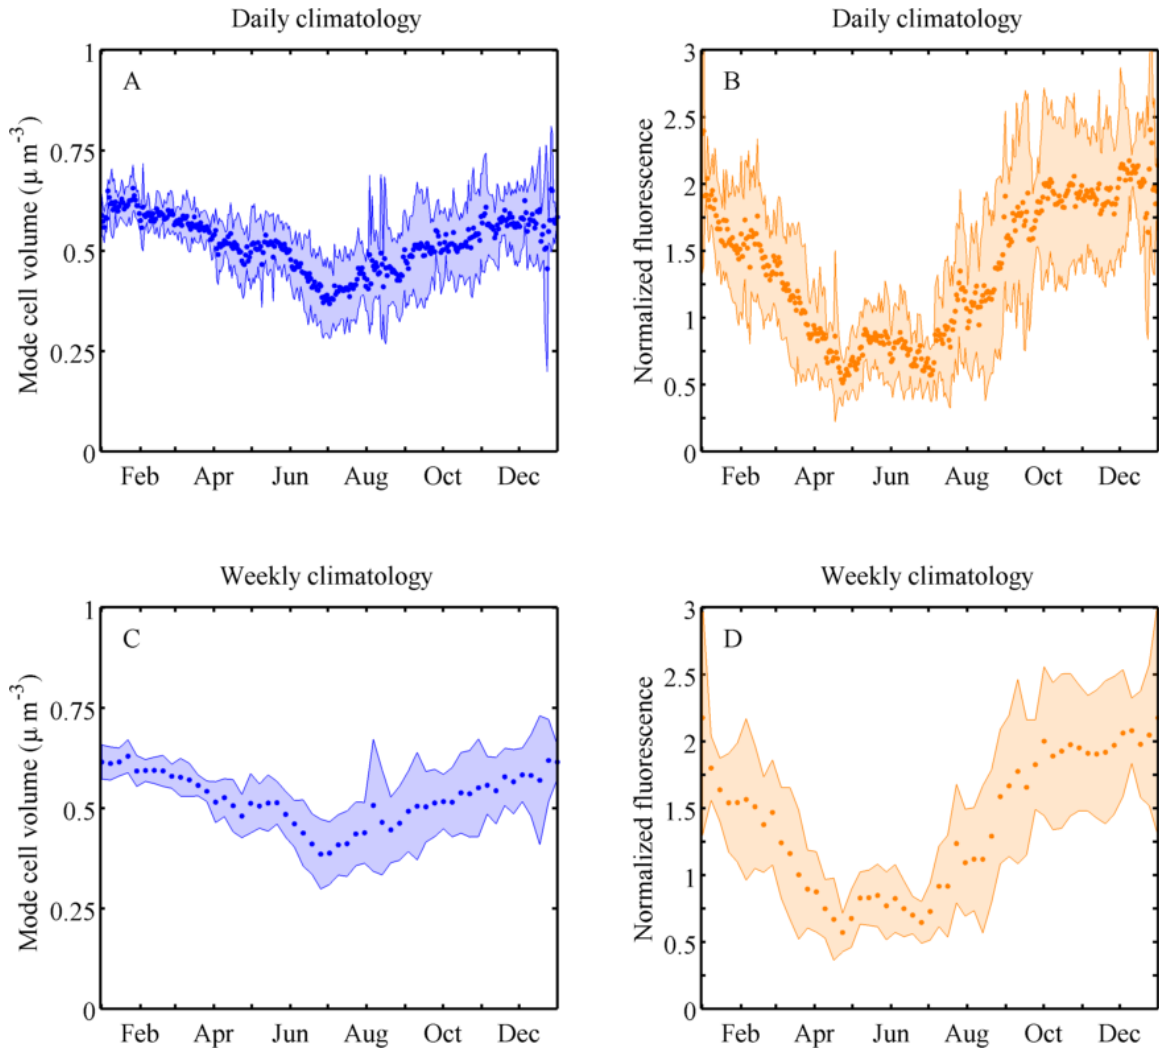 Daily climatology
A
Mode cell volume (μ m⁻³)
1
0.75
0.5
0.25
0
Feb Apr Jun Aug Oct Dec
Daily climatology
B
Normalized fluorescence
3
2.5
2
1.5
1
0.5
0
Feb Apr Jun Aug Oct Dec
Weekly climatology
C
Mode cell volume (μ m⁻³)
1
0.75
0.5
0.25
0
Feb Apr Jun Aug Oct Dec
Weekly climatology
D
Normalized fluorescence
3
2.5
2
1.5
1
0.5
0
Feb Apr Jun Aug Oct Dec